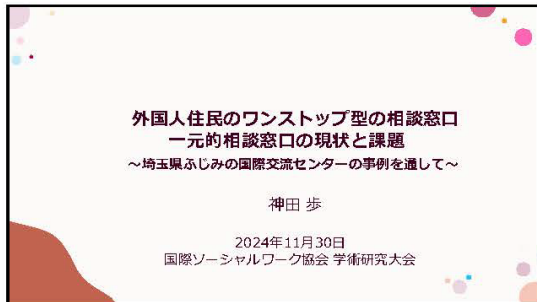 外国人住民のワンストップ型の相談窓口
一元的相談窓口の現状と課題
～埼玉県ふじみの国際交流センターの事例を通して～
神田 歩
2024年11月30日
国際ソーシャルワーク協会 学術研究大会